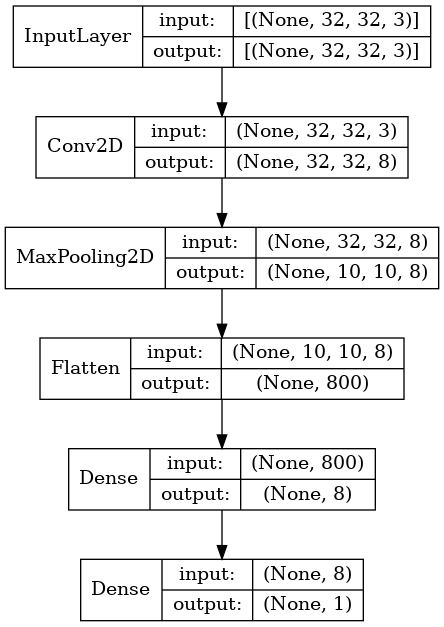 InputLayer
input: [(None, 32, 32, 3)]
output: [(None, 32, 32, 3)]
Conv2D
input: (None, 32, 32, 3)
output: (None, 32, 32, 8)
MaxPooling2D
input: (None, 32, 32, 8)
output: (None, 10, 10, 8)
Flatten
input: (None, 10, 10, 8)
output: (None, 800)
Dense
input: (None, 800)
output: (None, 8)
Dense
input: (None, 8)
output: (None, 1)